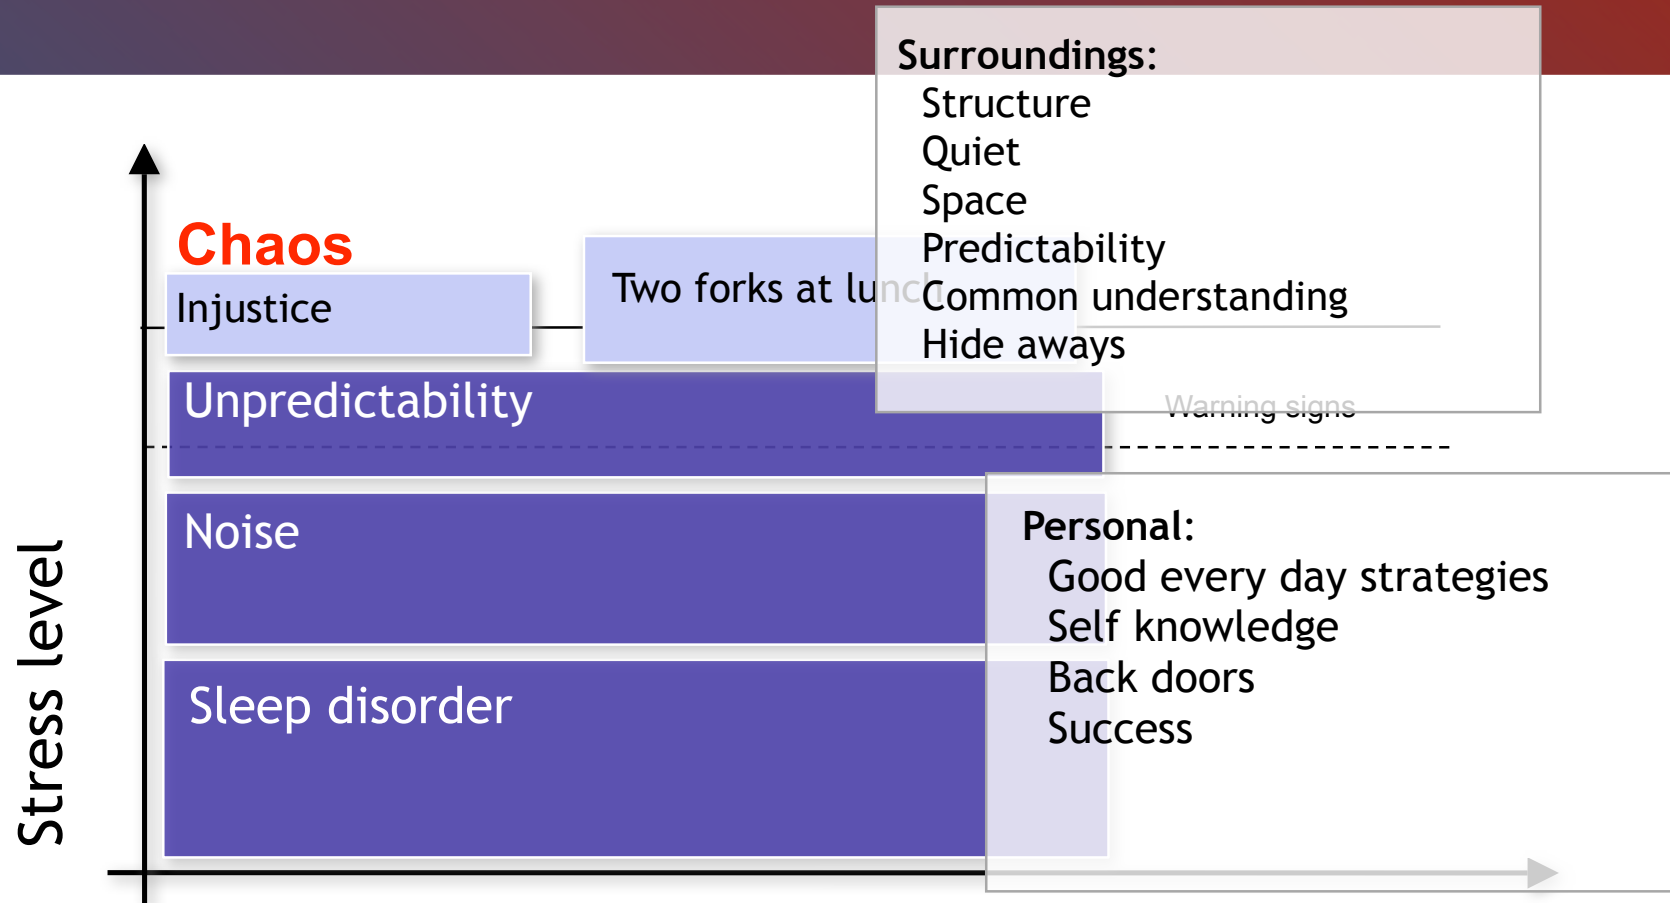 Surroundings:
Structure
Quiet
Space
Predictability
Common understanding
Hide aways
Chaos
Injustice
Two forks at lunch
Unpredictability
Warning signs
Noise
Sleep disorder
Stress level
Personal:
Good every day strategies
Self knowledge
Back doors
Success